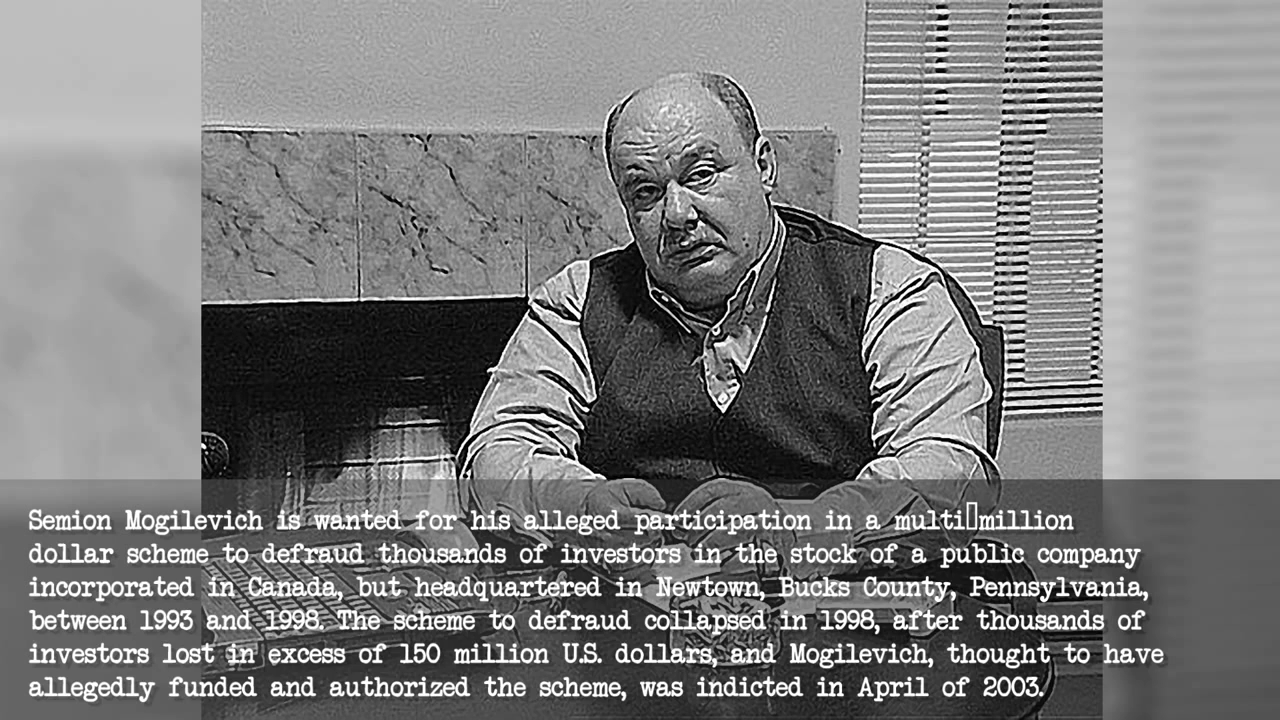 Semion Mogilevich is wanted for his alleged participation in a multi▯million
dollar scheme to defraud thousands of investors in the stock of a public company
incorporated in Canada, but headquartered in Newtown, Bucks County, Pennsylvania,
between 1993 and 1998. The scheme to defraud collapsed in 1998, after thousands of
investors lost in excess of 150 million U.S. dollars, and Mogilevich, thought to have
allegedly funded and authorized the scheme, was indicted in April of 2003.